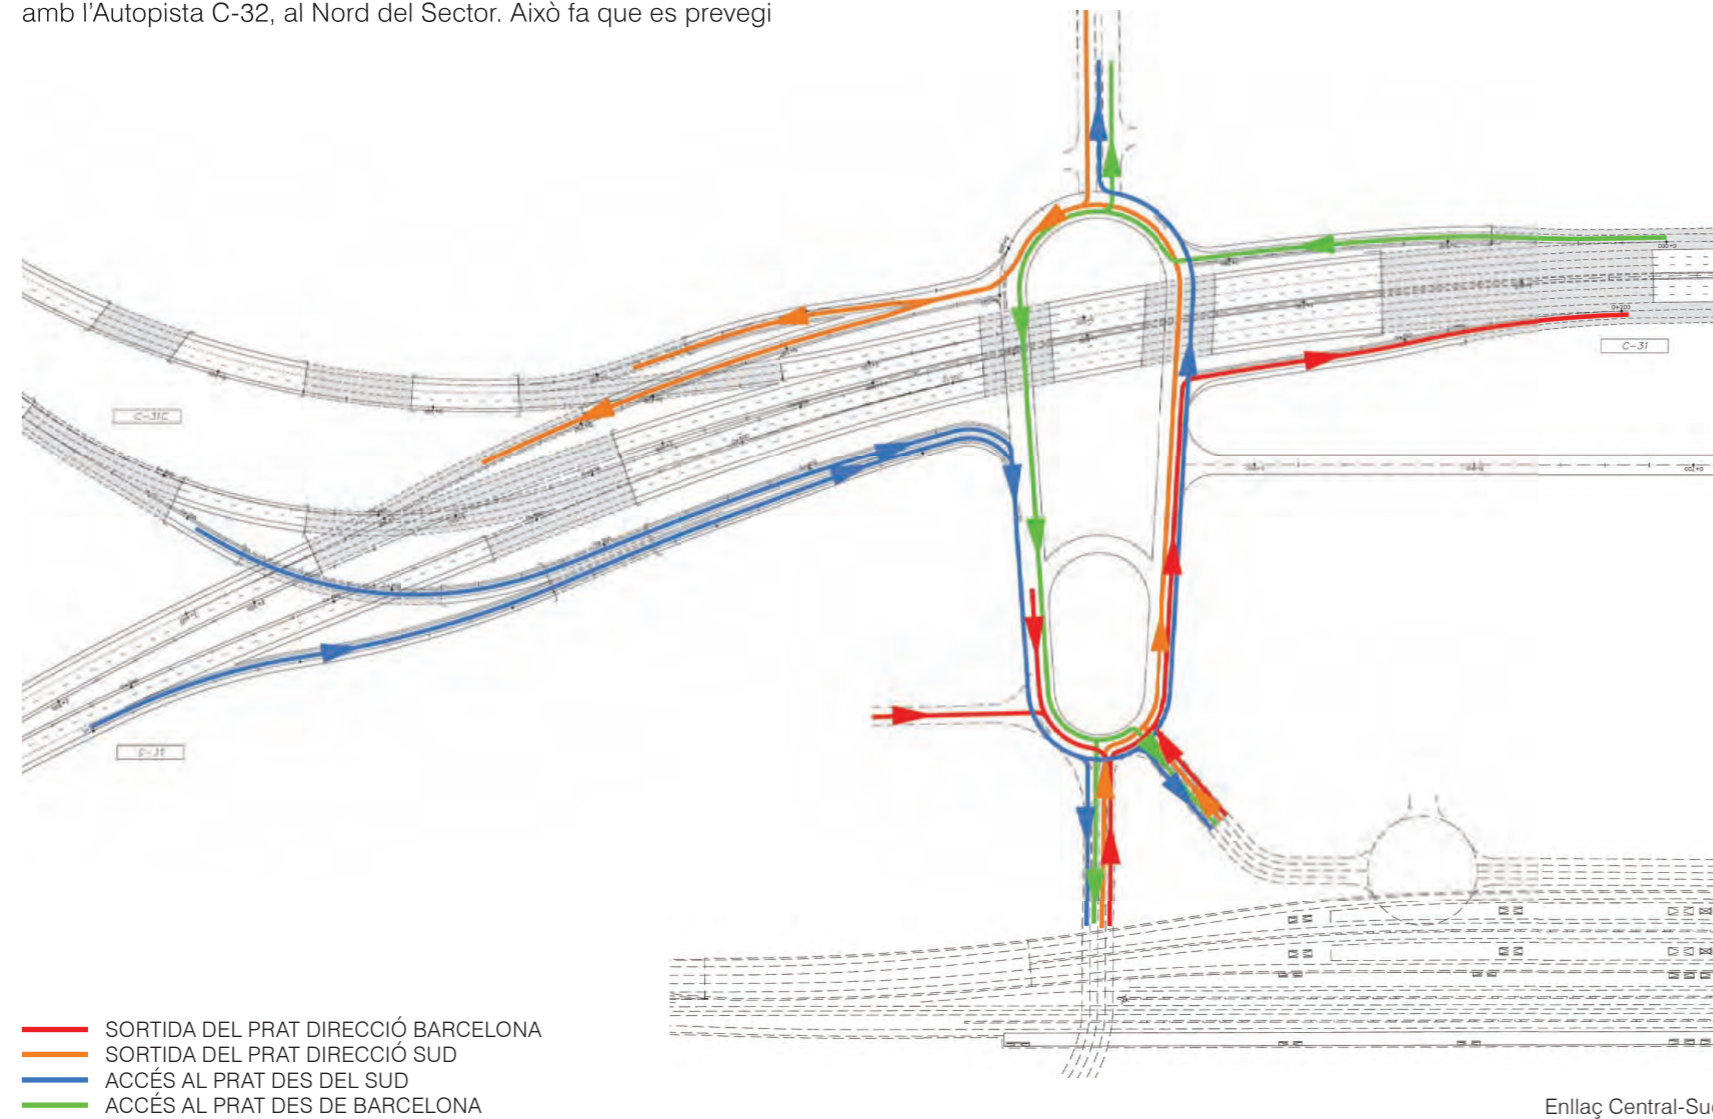 amb l'Autopista C-32, al Nord del Sector. Això fa que es prevegi
C-31
C-31C
C-31
SORTIDA DEL PRAT DIRECCIÓ BARCELONA
SORTIDA DEL PRAT DIRECCIÓ SUD
ACCÉS AL PRAT DES DEL SUD
ACCÉS AL PRAT DES DE BARCELONA
Enllaç Central-Sud